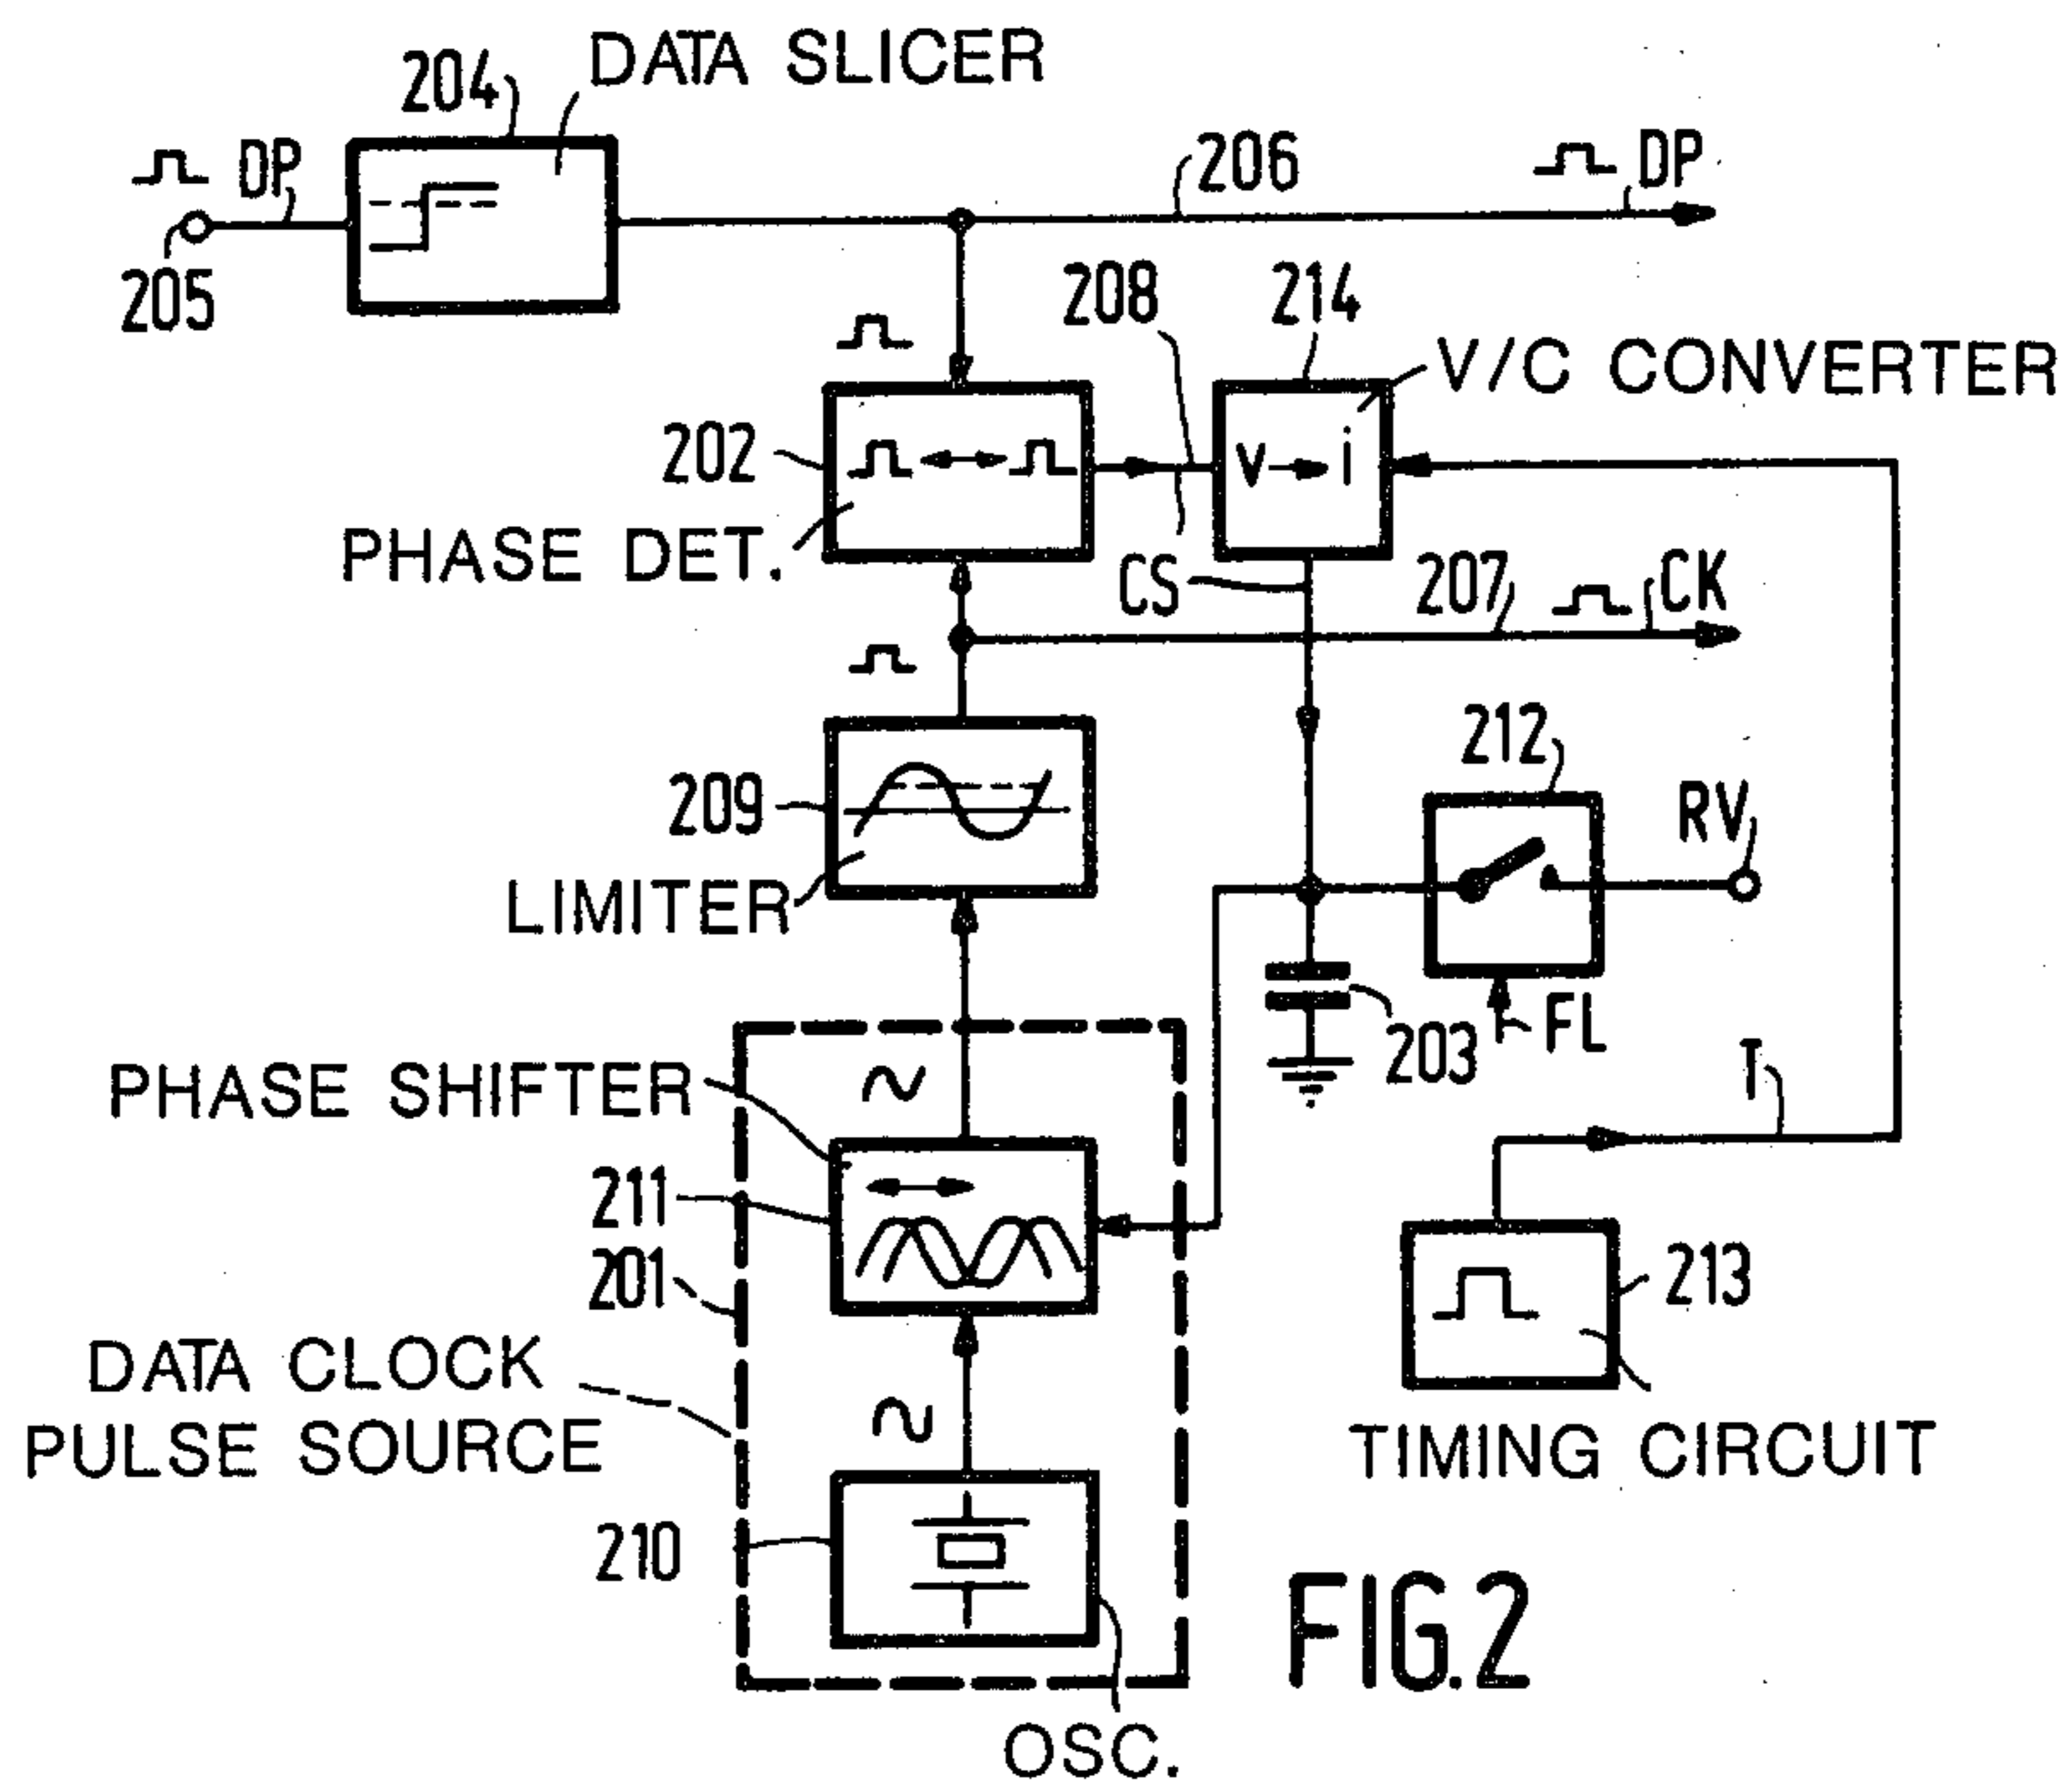 DATA SLICER
204
DP
206
DP
205
208
214
V/C CONVERTER
202
V
i
PHASE DET.
CS
207
CK
212
209
RV
LIMITER
FL
203
PHASE SHIFTER
T
211
201
213
DATA CLOCK
PULSE SOURCE
TIMING CIRCUIT
210
FIG.2
OSC.